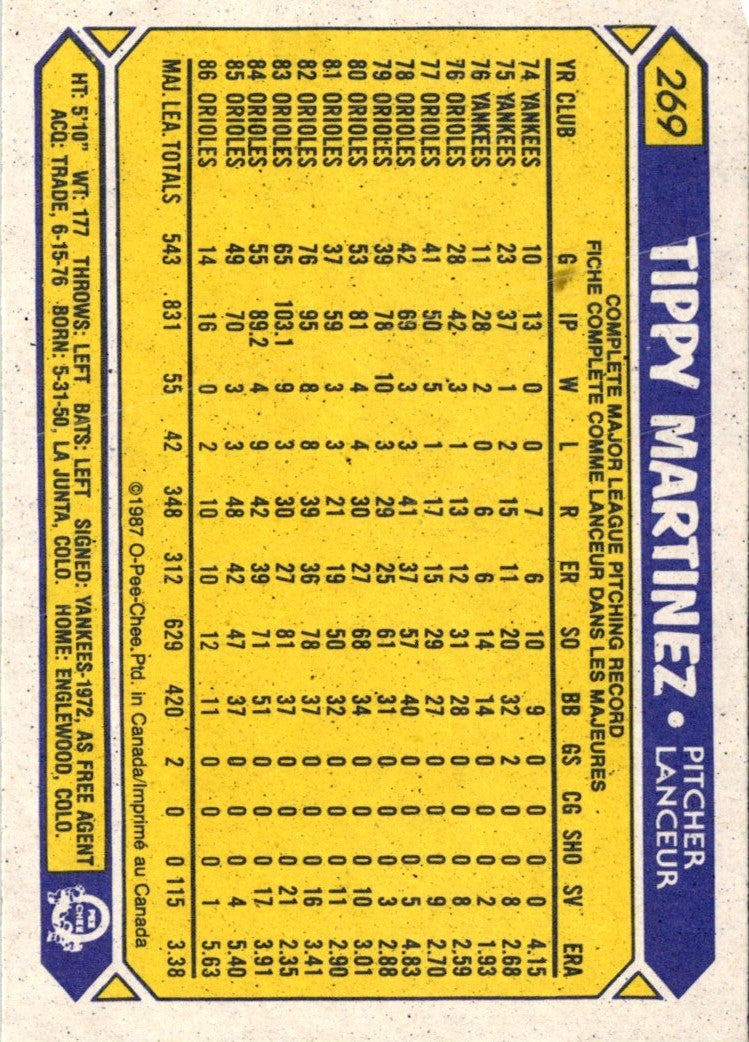 269
TIPPY MARTINEZ • PITCHER
LANCEUR
COMPLETE MAJOR LEAGUE PITCHING RECORD
FICHE COMPLÈTE COMME LANCEUR DANS LES MAJEURES
YR CLUB G IP W L R ER SO BB GS CG SHO SV ERA
74 YANKEES 10 13 0 0 7 6 10 9 0 0 0 0 4.15
75 YANKEES 23 37 1 2 15 11 20 32 2 0 0 8 2.68
76 YANKEES 11 28 2 0 6 6 14 14 0 0 0 2 1.93
76 ORIOLES 28 42 3 1 13 12 31 28 0 0 0 8 2.59
77 ORIOLES 41 50 5 1 17 15 29 27 0 0 0 9 2.70
78 ORIOLES 42 69 3 3 41 37 57 40 0 0 0 5 4.83
79 ORIOLES 39 78 10 3 29 25 61 31 0 0 0 3 2.88
80 ORIOLES 53 81 4 4 30 27 68 34 0 0 0 10 3.01
81 ORIOLES 37 59 3 3 21 19 50 32 0 0 0 11 2.90
82 ORIOLES 76 95 8 8 39 36 78 37 0 0 0 16 3.41
83 ORIOLES 65 103.1 9 3 30 27 81 37 0 0 0 21 2.35
84 ORIOLES 55 89.2 4 9 42 39 71 51 0 0 0 17 3.91
85 ORIOLES 49 70 3 3 48 42 47 37 0 0 0 4 5.40
86 ORIOLES 14 16 0 2 10 10 12 11 0 0 0 1 5.63
MAJ. LEA. TOTALS 543 831 55 42 348 312 629 420 2 0 0 115 3.38
©1987 O-Pee-Chee.Ptd. in Canada/Imprimé au Canada
HT: 5'10" WT: 177 THROWS: LEFT BATS: LEFT SIGNED: YANKEES-1972, AS FREE AGENT
ACQ: TRADE, 6-15-76 BORN: 5-31-50, LA JUNTA, COLO. HOME: ENGLEWOOD, COLO.
O PEE CHEE